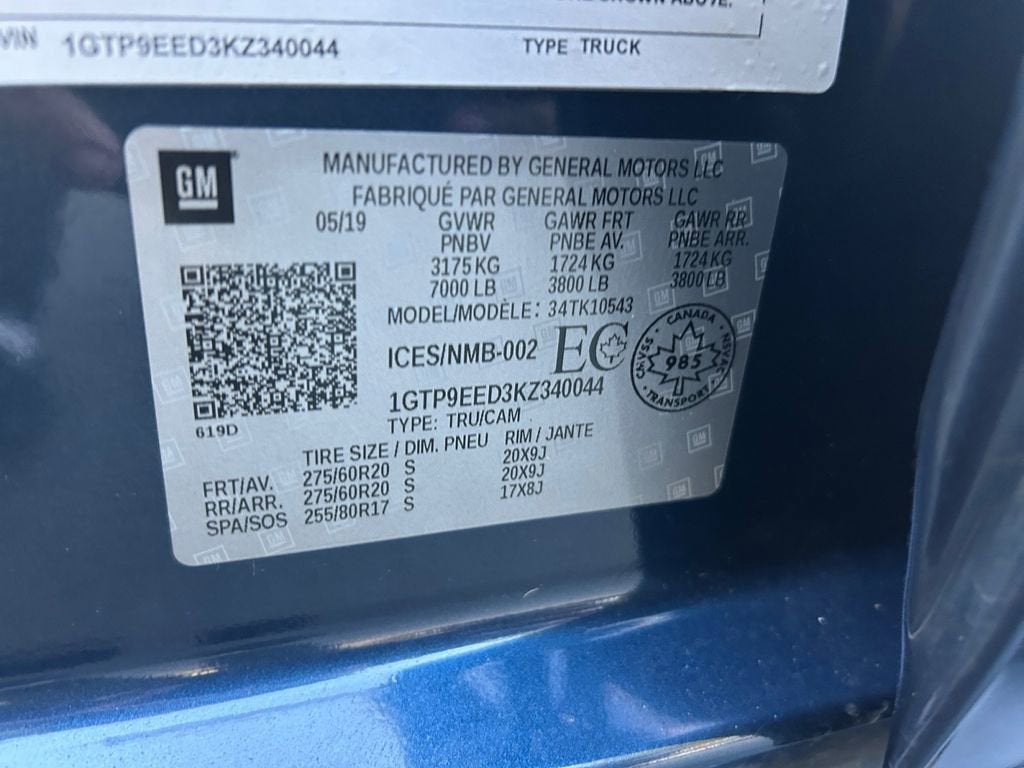 VIN 1GTP9EED3KZ340044 TYPE TRUCK
GM
MANUFACTURED BY GENERAL MOTORS LLC
FABRIQUÉ PAR GENERAL MOTORS LLC
05/19 GVWR GAWR FRT GAWR RR
PNBV PNBE AV. PNBE ARR.
3175 KG 1724 KG 1724 KG
7000 LB 3800 LB 3800 LB
MODEL/MODÈLE: 34TK10543
ICES/NMB-002 EC
CANADA
CMVSS 985 NSVAC
TRANSPORT
1GTP9EED3KZ340044
TYPE: TRU/CAM
619D
TIRE SIZE / DIM. PNEU RIM / JANTE
FRT/AV. 275/60R20 S 20X9J
RR/ARR. 275/60R20 S 20X9J
SPA/SOS 255/80R17 S 17X8J